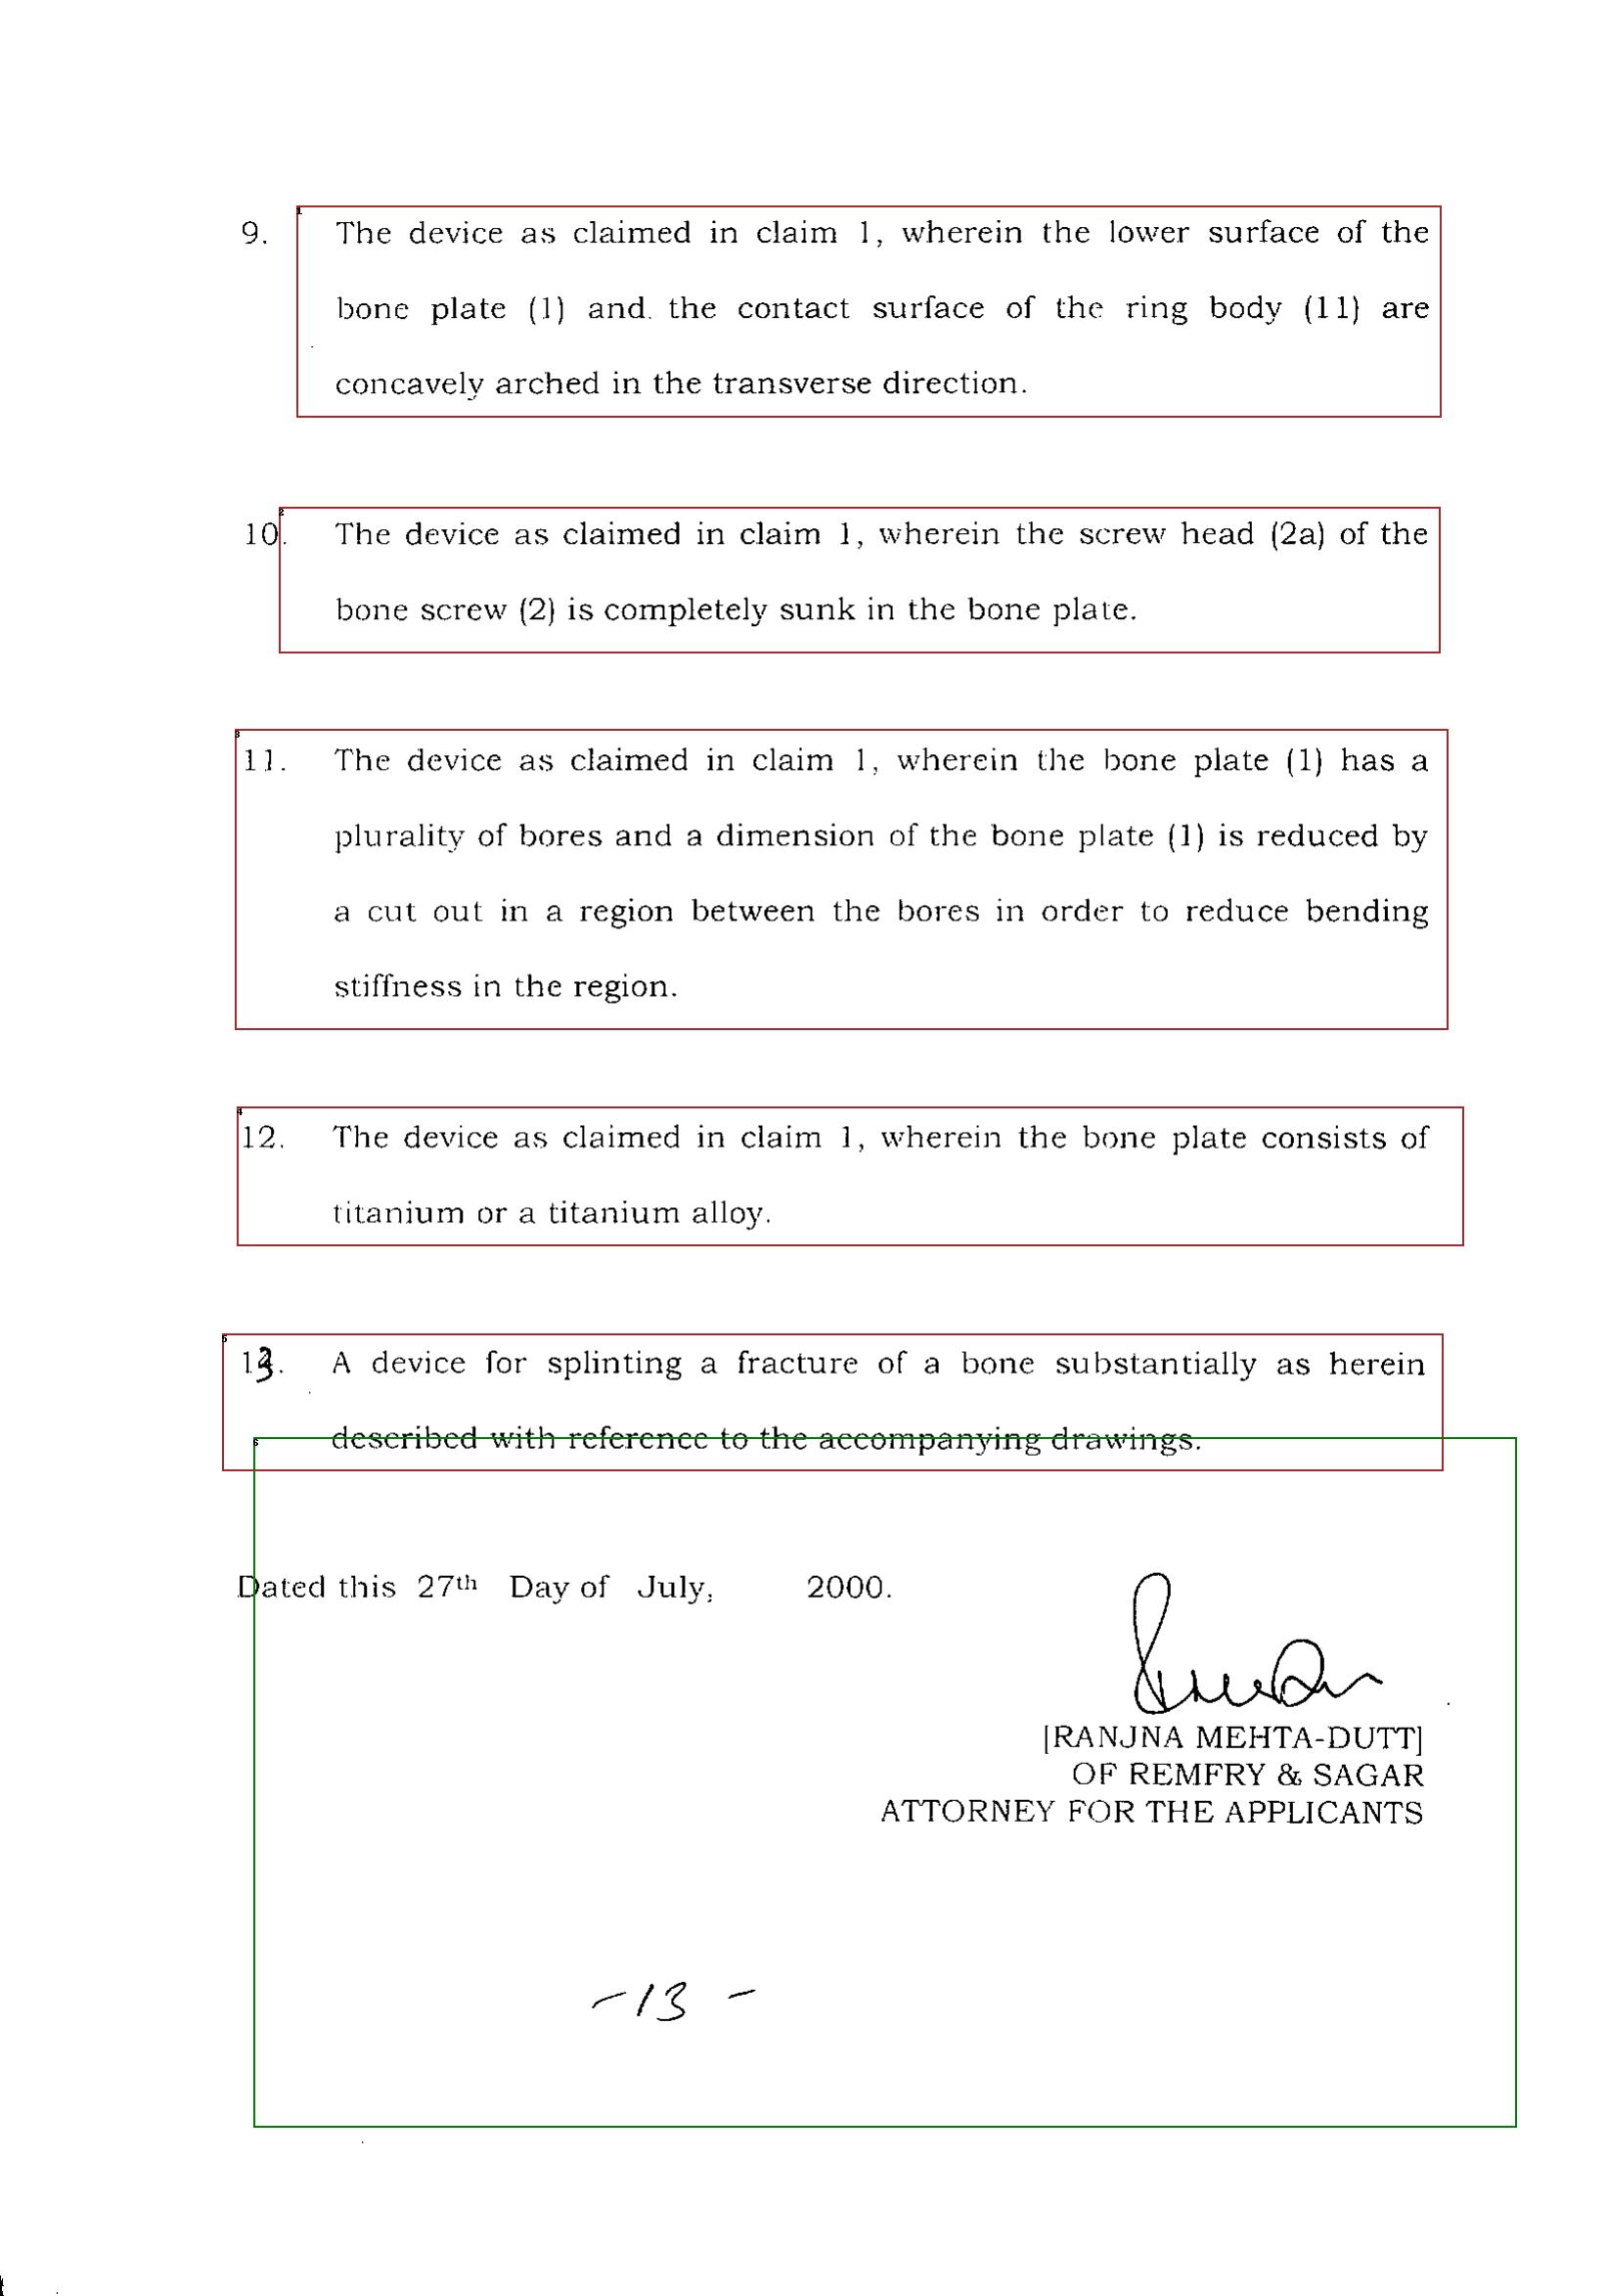 9. The device as claimed in claim 1, wherein the lower surface of the
bone plate (1) and the contact surface of the ring body (11) are
concavely arched in the transverse direction.
10. The device as claimed in claim 1, wherein the screw head (2a) of the
bone screw (2) is completely sunk in the bone plate.
11. The device as claimed in claim 1, wherein the bone plate (1) has a
plurality of bores and a dimension of the bone plate (1) is reduced by
a cut out in a region between the bores in order to reduce bending
stiffness in the region.
12. The device as claimed in claim 1, wherein the bone plate consists of
titanium or a titanium alloy.
13. A device for splinting a fracture of a bone substantially as herein
described with reference to the accompanying drawings.
Dated this 27th Day of July, 2000.
[RANJNA MEHTA-DUTT]
OF REMFRY & SAGAR
ATTORNEY FOR THE APPLICANTS
-13 -